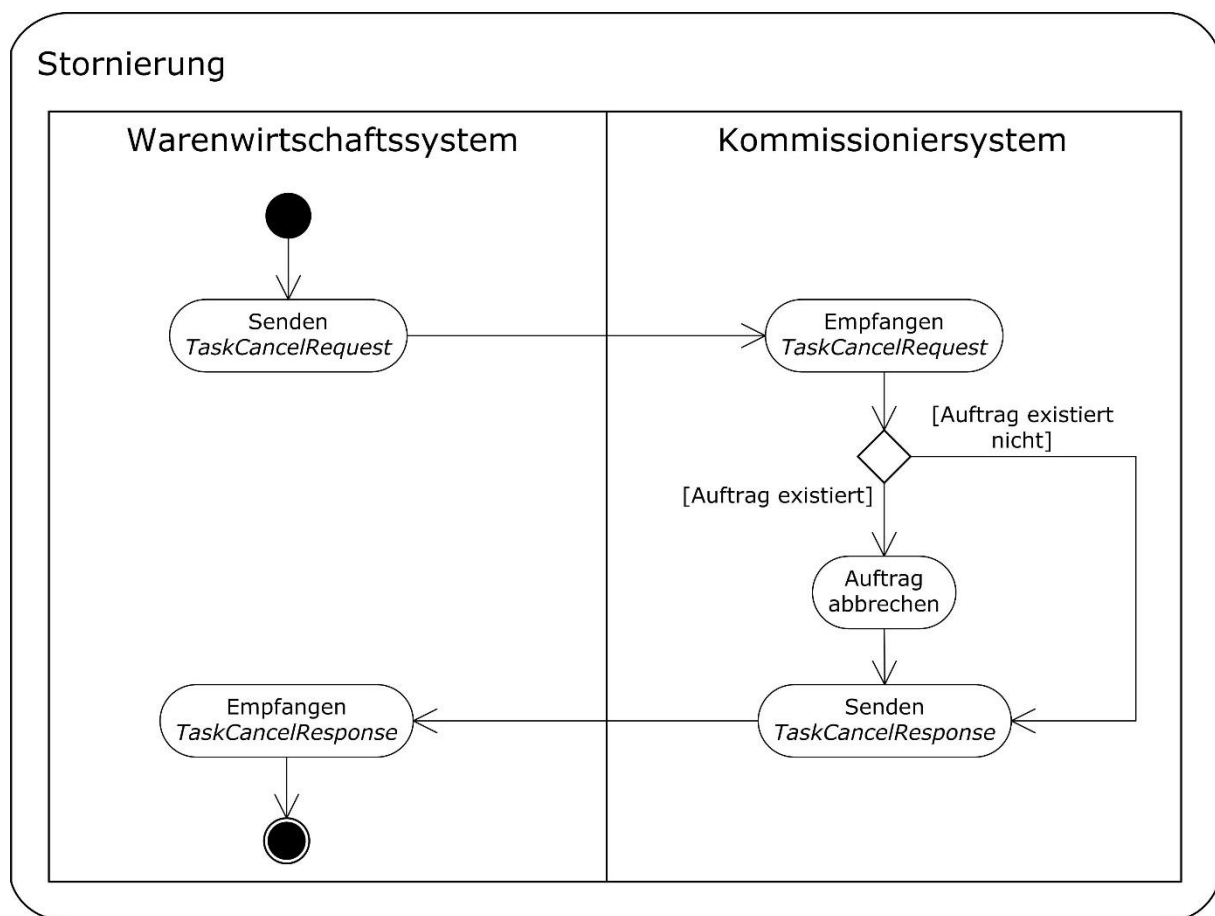 Stornierung
Warenwirtschaftssystem
Kommissioniersystem
Senden
TaskCancelRequest
Empfangen
TaskCancelRequest
[Auftrag existiert
nicht]
[Auftrag existiert]
Auftrag
abbrechen
Senden
TaskCancelResponse
Empfangen
TaskCancelResponse